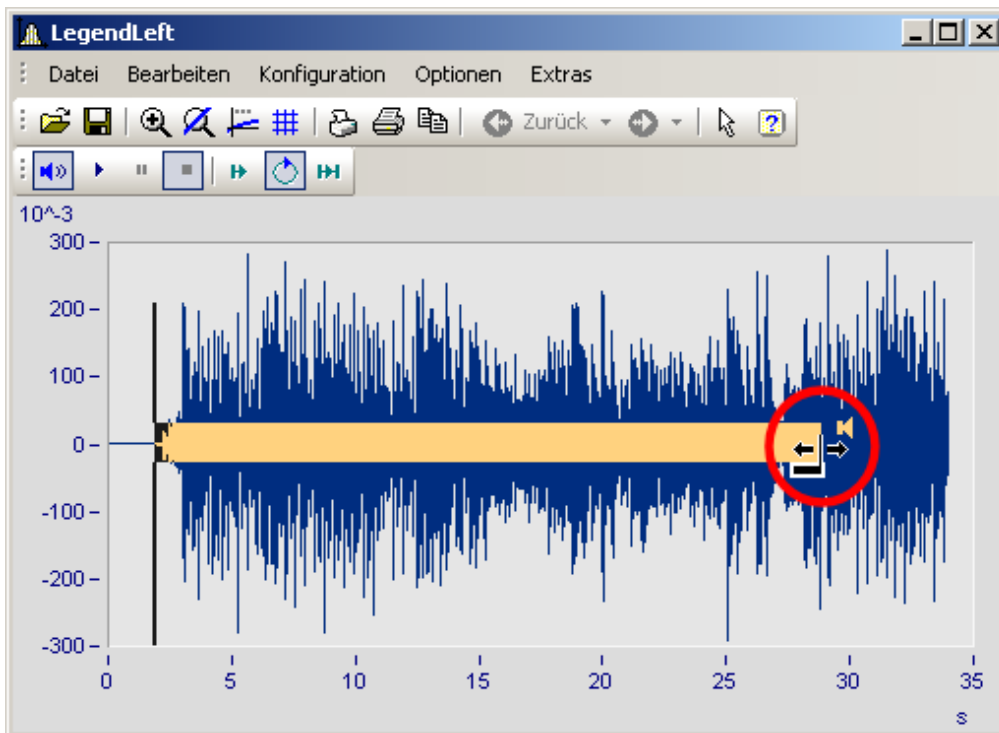 LegendLeft
Datei Bearbeiten Konfiguration Optionen Extras
Zurück
10^-3
300
200
100
0
-100
-200
-300
0 5 10 15 20 25 30 35
s